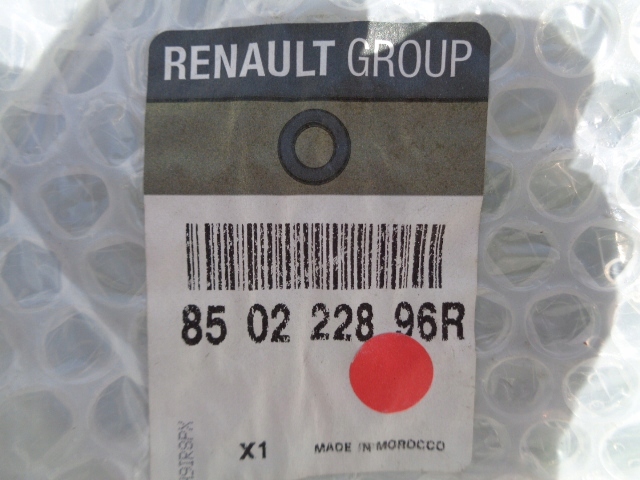 RENAULT GROUP
85 02 228 96R
X1 MADE IN MOROCCO